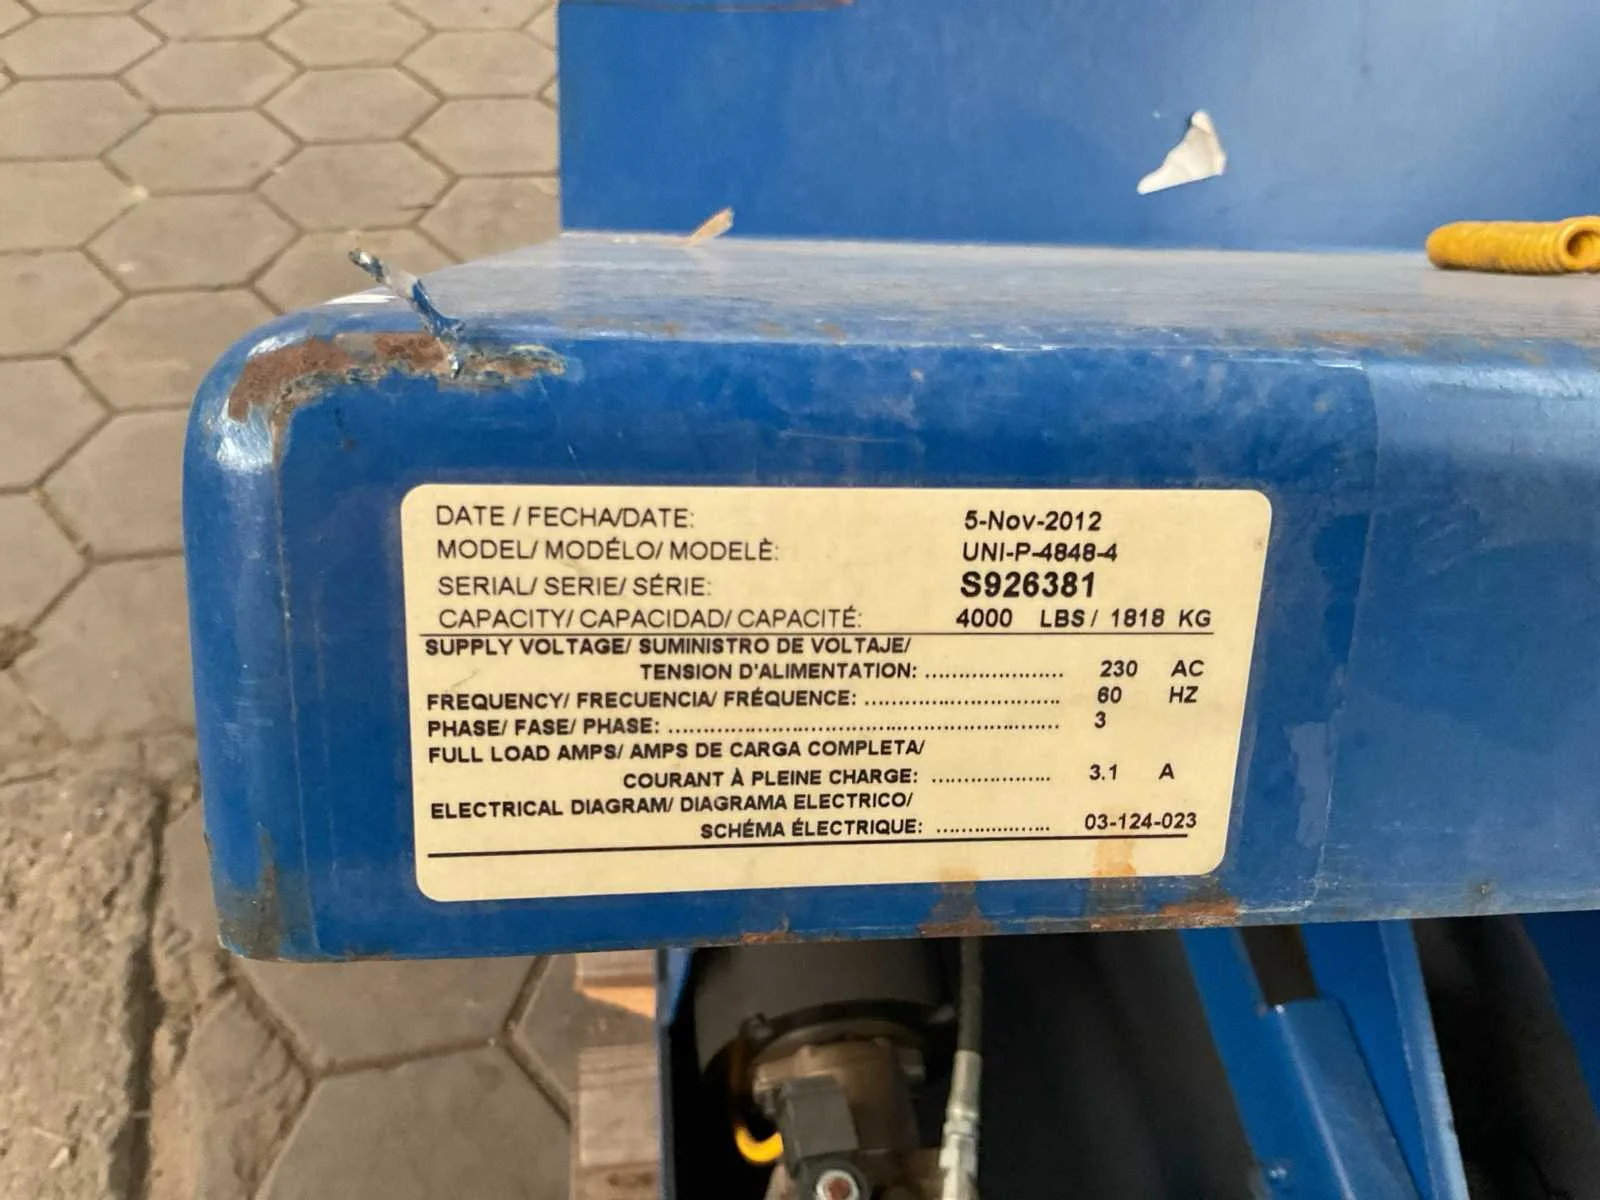 DATE / FECHA/DATE: 5-Nov-2012
MODEL/ MODÉLO/ MODELÈ: UNI-P-4848-4
SERIAL/ SERIE/ SÉRIE: S926381
CAPACITY/ CAPACIDAD/ CAPACITÉ: 4000 LBS / 1818 KG
SUPPLY VOLTAGE/ SUMINISTRO DE VOLTAJE/
TENSION D'ALIMENTATION: ..................... 230 AC
FREQUENCY/ FRECUENCIA/ FRÉQUENCE: .............................. 60 HZ
PHASE/ FASE/ PHASE: ............................................................ 3
FULL LOAD AMPS/ AMPS DE CARGA COMPLETA/
COURANT À PLEINE CHARGE: .................. 3.1 A
ELECTRICAL DIAGRAM/ DIAGRAMA ELECTRICO/
SCHÉMA ÉLECTRIQUE: .................. 03-124-023